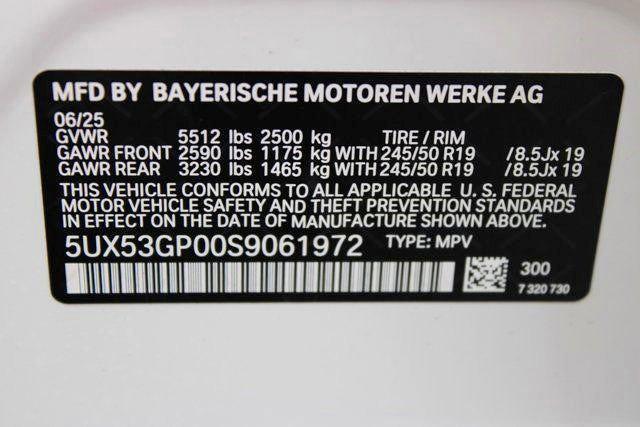 MFD BY BAYERISCHE MOTOREN WERKE AG
06/25
GVWR 5512 lbs 2500 kg TIRE / RIM
GAWR FRONT 2590 lbs 1175 kg WITH 245/50 R19 /8.5Jx 19
GAWR REAR 3230 lbs 1465 kg WITH 245/50 R19 /8.5Jx 19
THIS VEHICLE CONFORMS TO ALL APPLICABLE U. S. FEDERAL
MOTOR VEHICLE SAFETY AND THEFT PREVENTION STANDARDS
IN EFFECT ON THE DATE OF MANUFACTURE SHOWN ABOVE.
5UX53GP00S9061972 TYPE: MPV
300
7 320 730